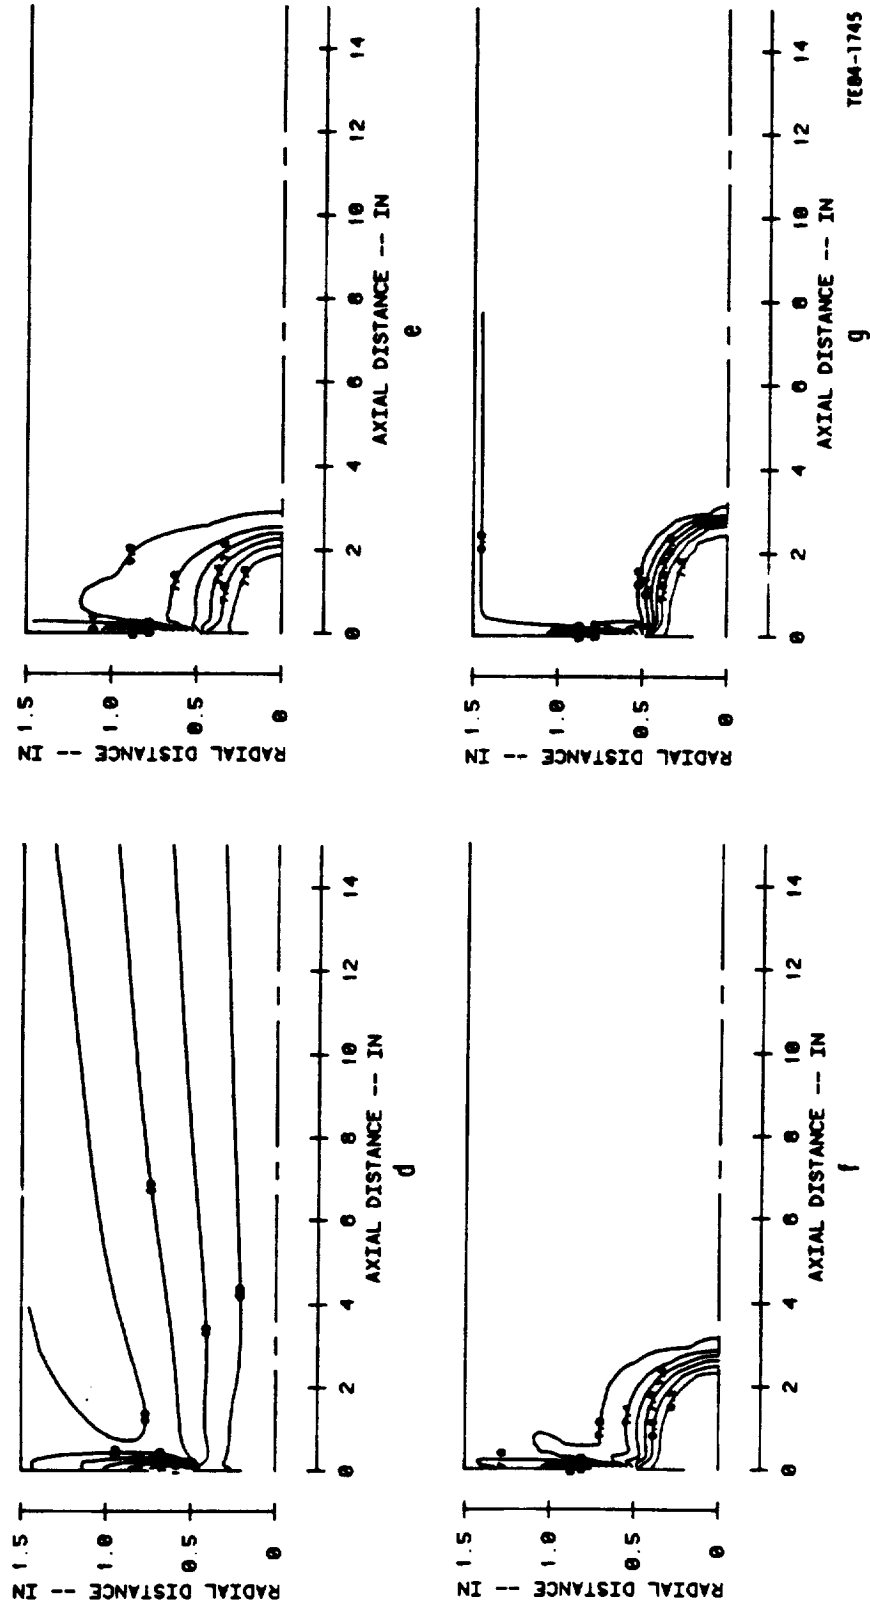 RADIAL DISTANCE -- IN
1.5
1.0
0.5
0
0 2 4 6 8 10 12 14
AXIAL DISTANCE -- IN
d
RADIAL DISTANCE -- IN
1.5
1.0
0.5
0
0 2 4 6 8 10 12 14
AXIAL DISTANCE -- IN
e
RADIAL DISTANCE -- IN
1.5
1.0
0.5
0
0 2 4 6 8 10 12 14
AXIAL DISTANCE -- IN
f
RADIAL DISTANCE -- IN
1.5
1.0
0.5
0
0 2 4 6 8 10 12 14
AXIAL DISTANCE -- IN
g
TE84-1745